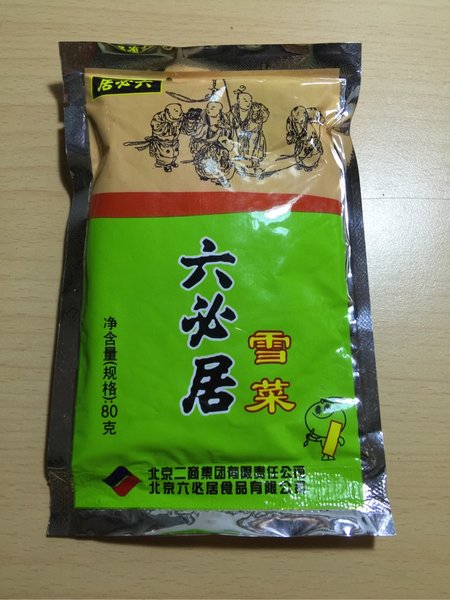 居必六
六必居
雪菜
净含量(规格):80克
北京二商集团有限责任公司
北京六必居食品有限公司